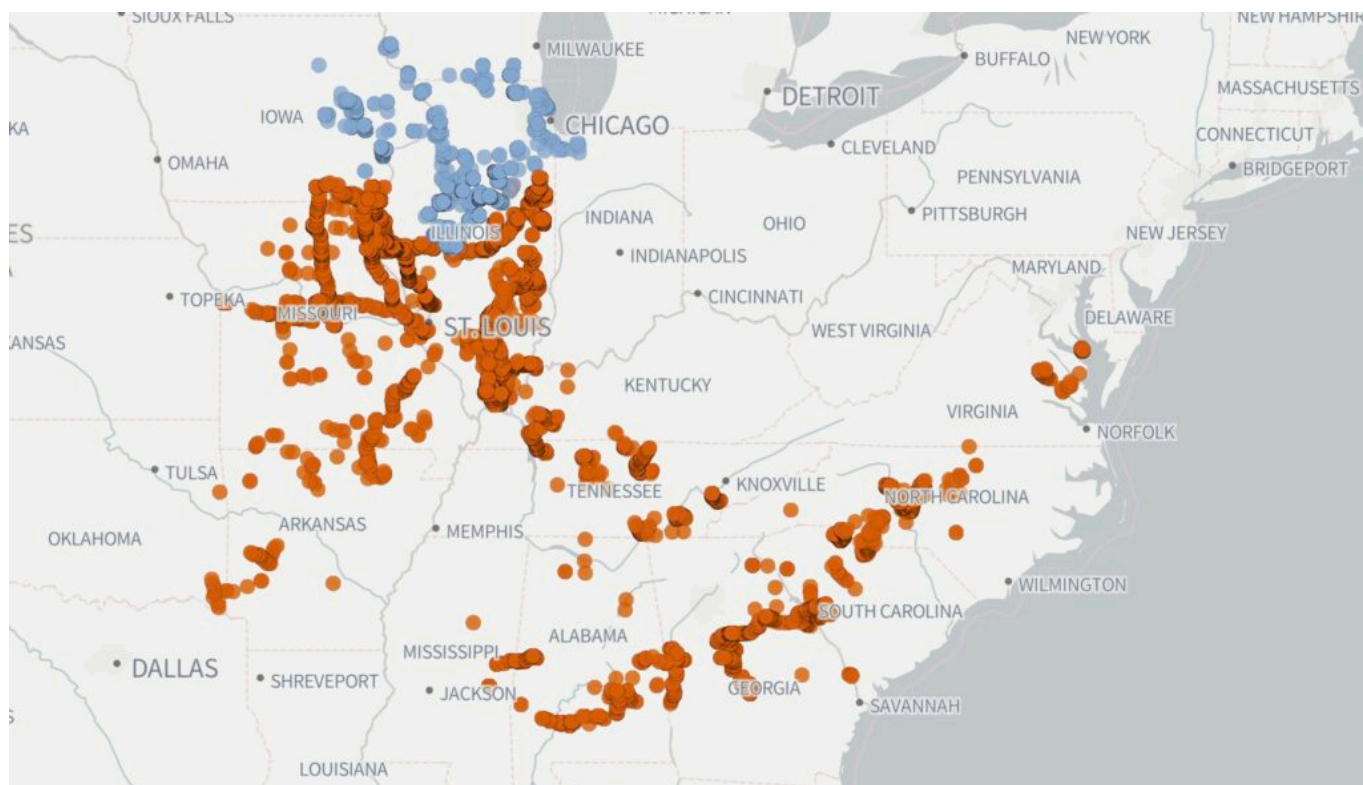 SIOUX FALLS
MILWAUKEE
NEW YORK
NEW HAMPSHIR
BUFFALO
DETROIT
MASSACHUSETTS
IOWA
CHICAGO
KA
CONNECTICUT
CLEVELAND
OMAHA
BRIDGEPORT
PENNSYLVANIA
PITTSBURGH
INDIANA
OHIO
ILLINOIS
NEW JERSEY
ES
INDIANAPOLIS
MARYLAND
TOPEKA
CINCINNATI
MISSOURI
DELAWARE
ST. LOUIS
WEST VIRGINIA
ANSAS
KENTUCKY
VIRGINIA
NORFOLK
TULSA
KNOXVILLE
TENNESSEE
NORTH CAROLINA
ARKANSAS
MEMPHIS
OKLAHOMA
WILMINGTON
SOUTH CAROLINA
ALABAMA
MISSISSIPPI
DALLAS
SHREVEPORT
JACKSON
GEORGIA
SAVANNAH
LOUISIANA